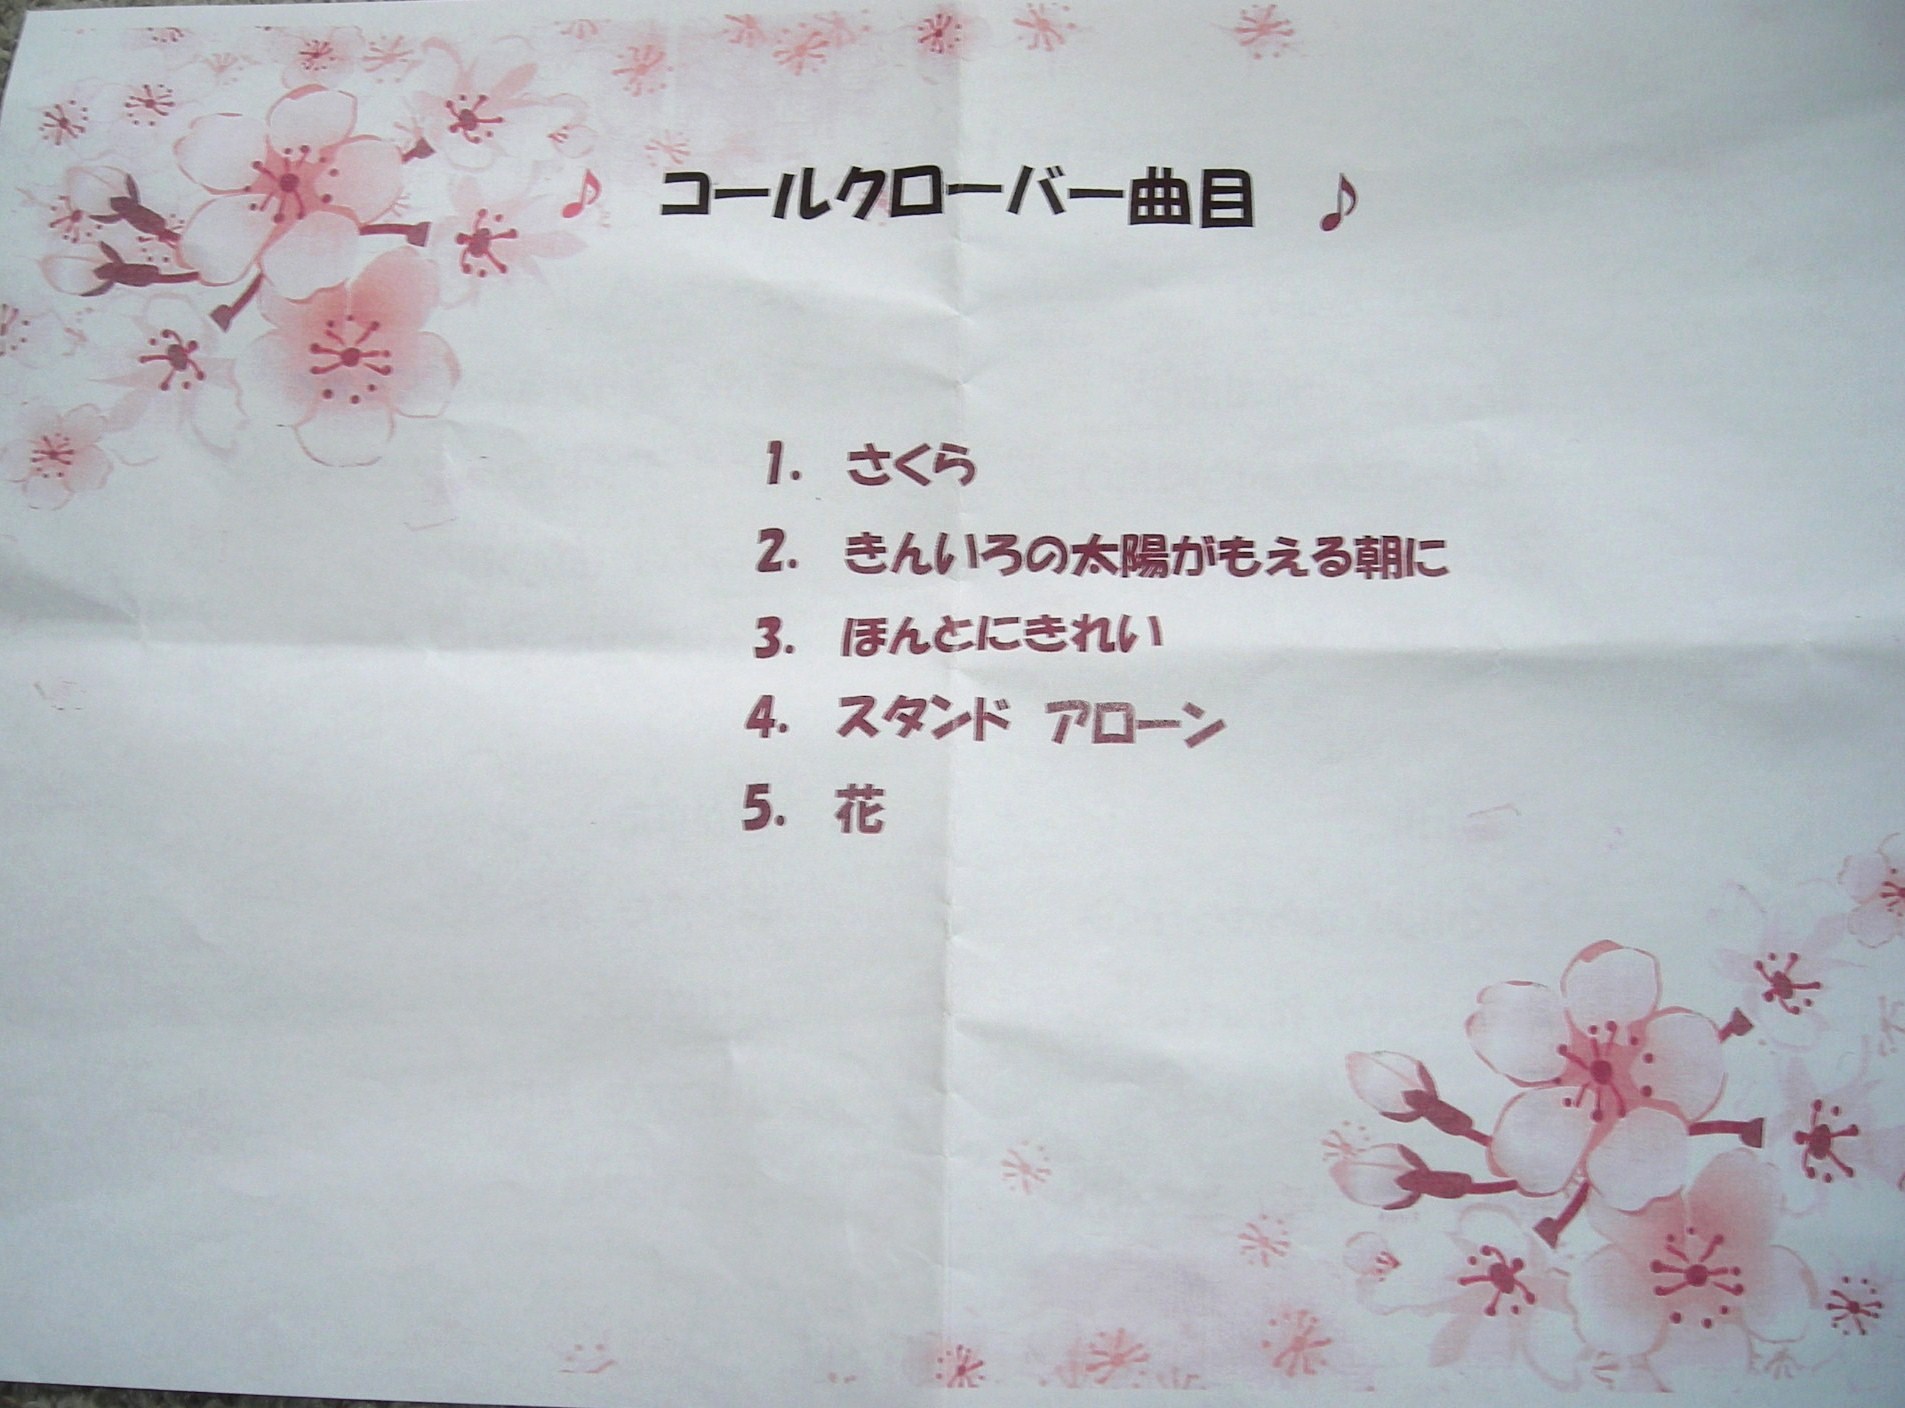 ♪ コールクローバー曲目 ♪
1. さくら
2. きんいろの太陽がもえる朝に
3. ほんとにきれい
4. スタンド アローン
5. 花